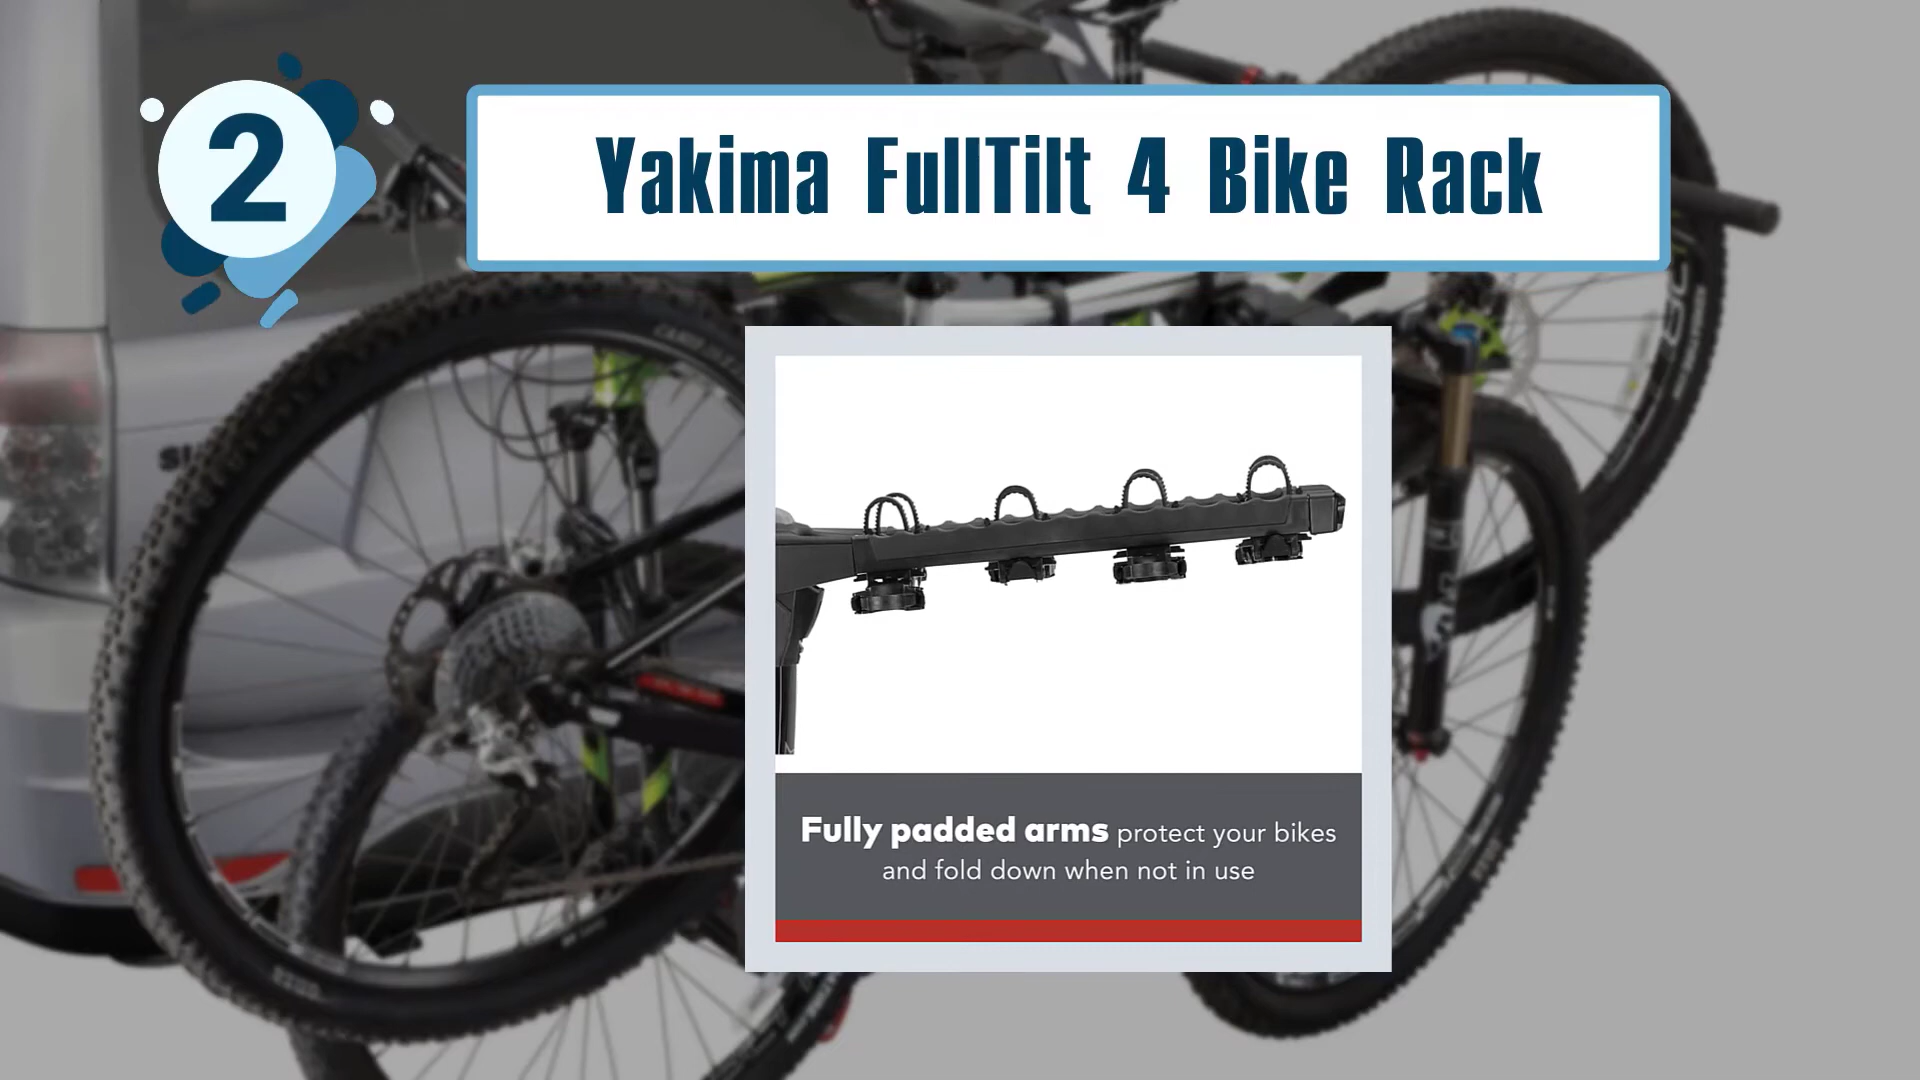 2
Yakima FullTilt 4 Bike Rack
Fully padded arms protect your bikes
and fold down when not in use